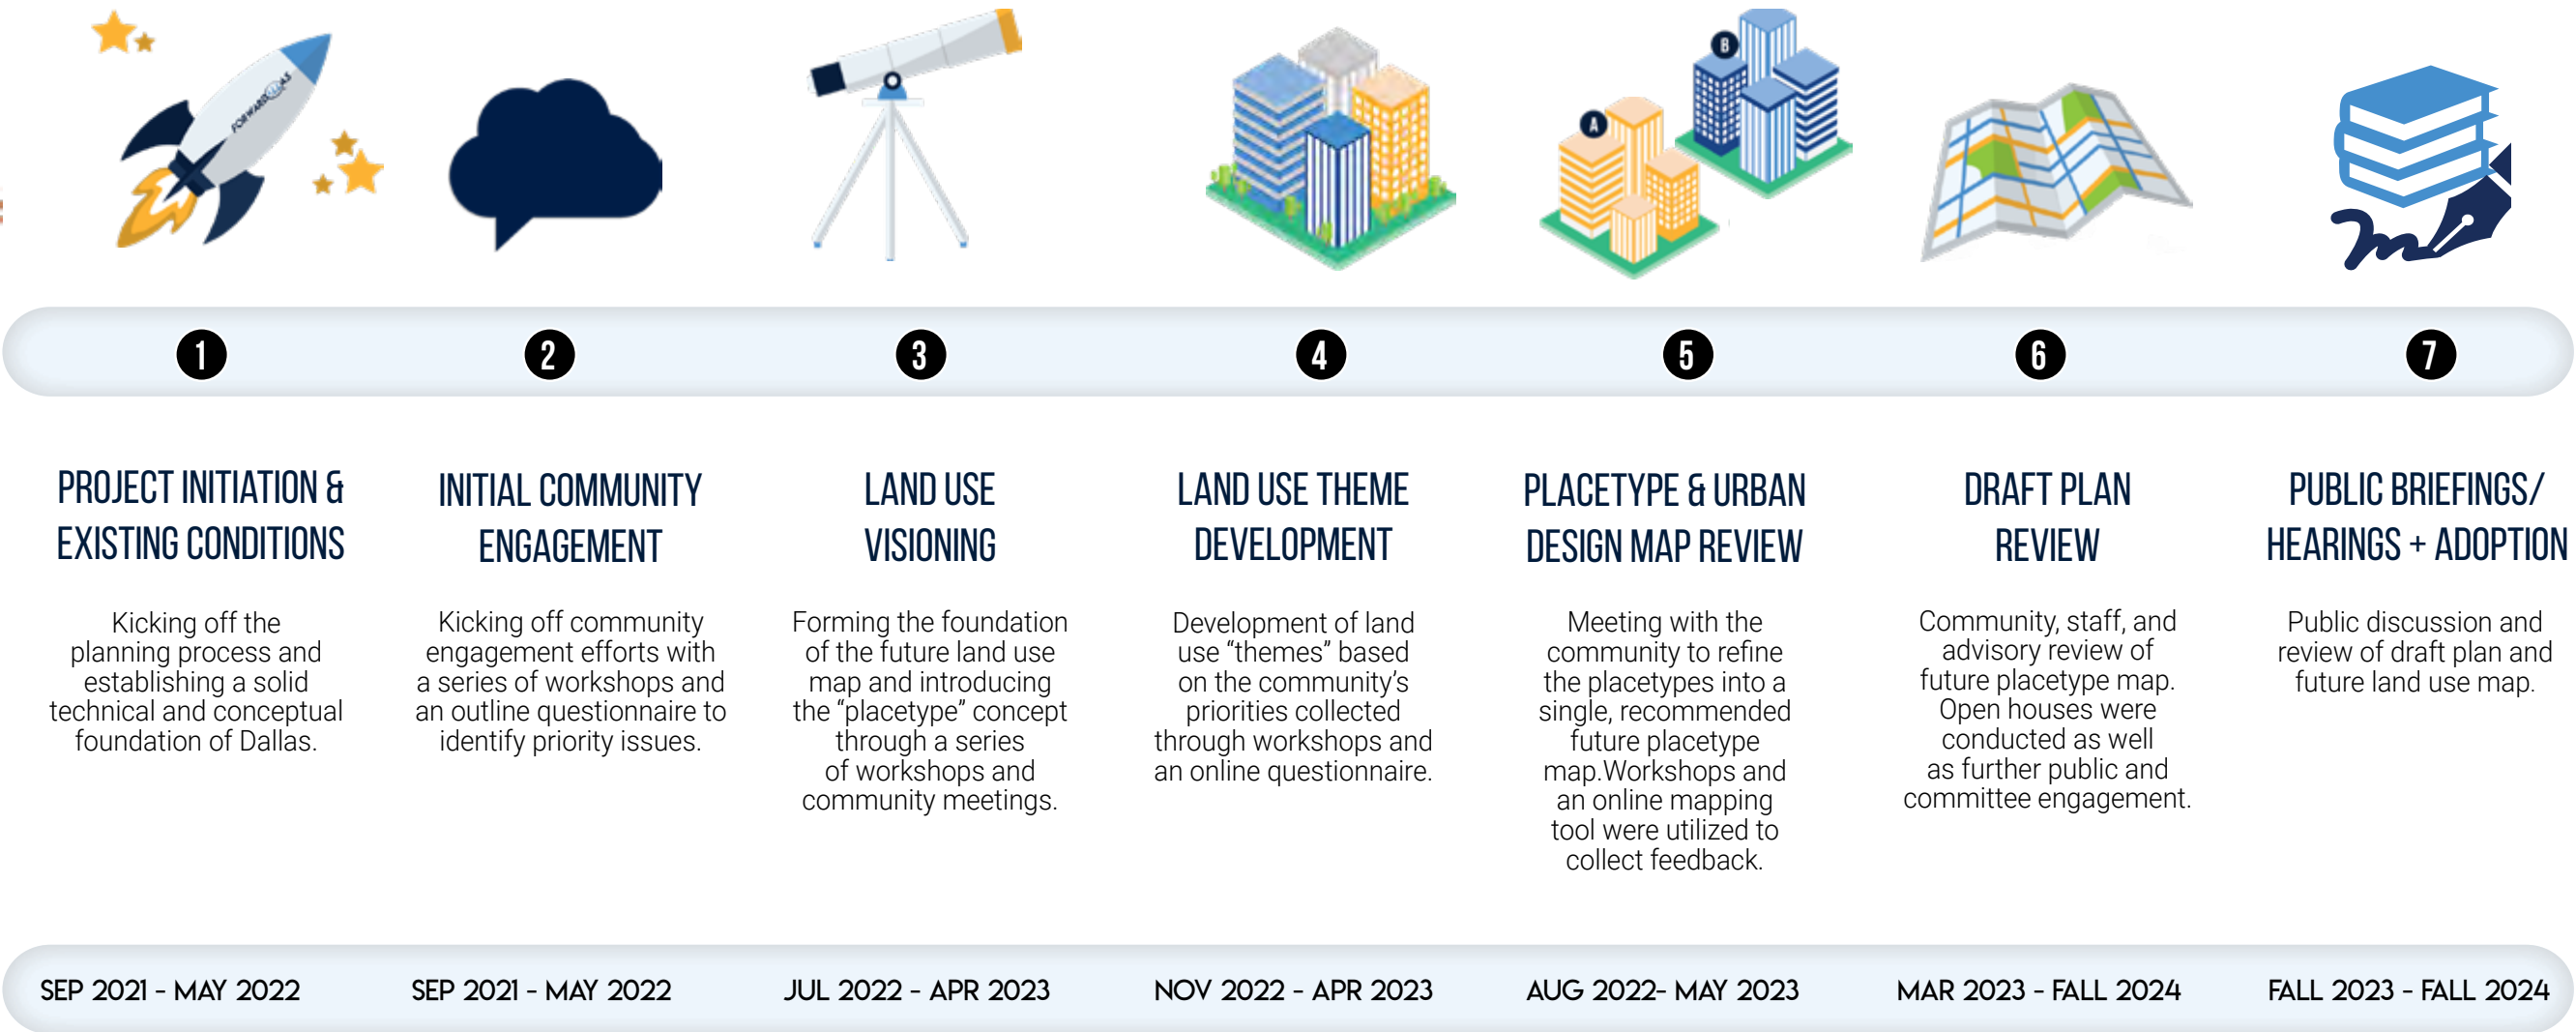 FORWARDDALLAS
B
A
1
2
3
4
5
6
7
PROJECT INITIATION &
EXISTING CONDITIONS
Kicking off the
planning process and
establishing a solid
technical and conceptual
foundation of Dallas.
SEP 2021 - MAY 2022
INITIAL COMMUNITY
ENGAGEMENT
Kicking off community
engagement efforts with
a series of workshops and
an outline questionnaire to
identify priority issues.
SEP 2021 - MAY 2022
LAND USE
VISIONING
Forming the foundation
of the future land use
map and introducing
the “placetype” concept
through a series
of workshops and
community meetings.
JUL 2022 - APR 2023
LAND USE THEME
DEVELOPMENT
Development of land
use “themes” based
on the community’s
priorities collected
through workshops and
an online questionnaire.
NOV 2022 - APR 2023
PLACETYPE & URBAN
DESIGN MAP REVIEW
Meeting with the
community to refine
the placetypes into a
single, recommended
future placetype
map.Workshops and
an online mapping
tool were utilized to
collect feedback.
AUG 2022- MAY 2023
DRAFT PLAN
REVIEW
Community, staff, and
advisory review of
future placetype map.
Open houses were
conducted as well
as further public and
committee engagement.
MAR 2023 - FALL 2024
PUBLIC BRIEFINGS/
HEARINGS + ADOPTION
Public discussion and
review of draft plan and
future land use map.
FALL 2023 - FALL 2024